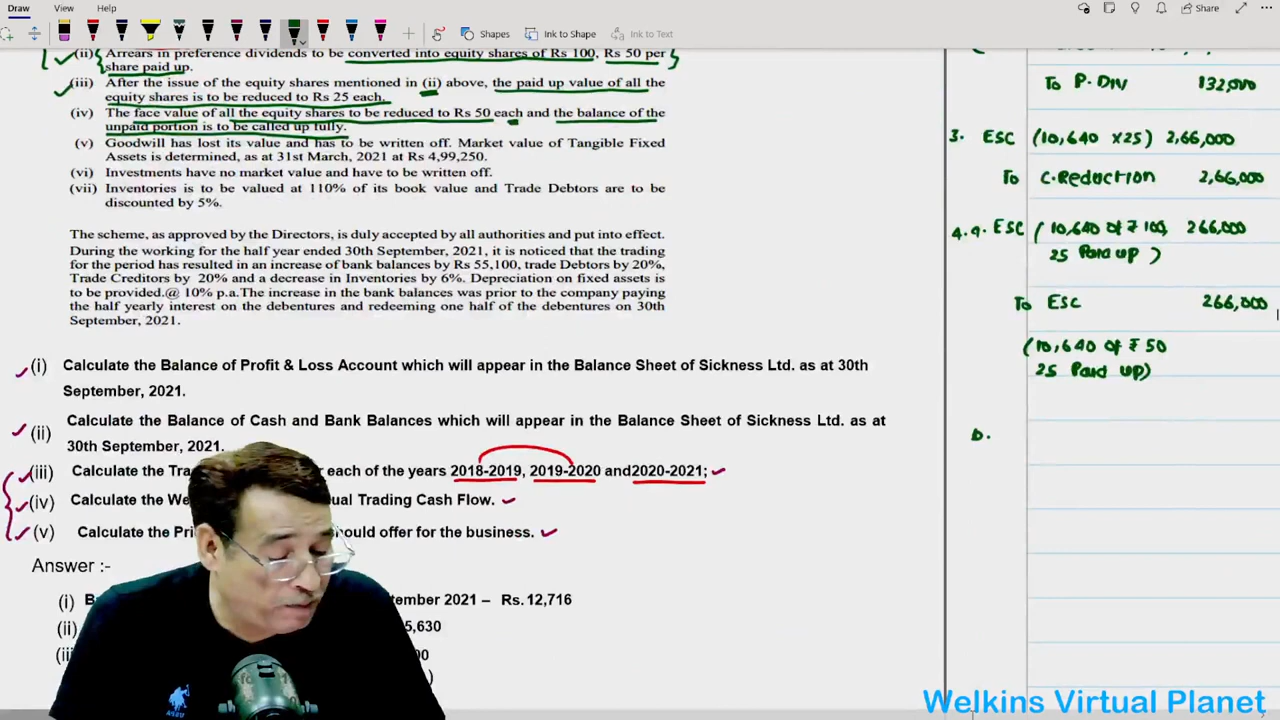 Draw
View
Help
Share
Shapes
Ink to Shape
Ink to Text
(ii) Arrears in preference dividends to be converted into equity shares of Rs 100, Rs 50 per
share paid up.
(iii) After the issue of the equity shares mentioned in (ii) above, the paid up value of all the
equity shares is to be reduced to Rs 25 each.
(iv) The face value of all the equity shares to be reduced to Rs 50 each and the balance of the
unpaid portion is to be called up fully.
(v) Goodwill has lost its value and has to be written off. Market value of Tangible Fixed
Assets is determined, as at 31st March, 2021 at Rs 4,99,250.
(vi) Investments have no market value and have to be written off.
(vii) Inventories is to be valued at 110% of its book value and Trade Debtors are to be
discounted by 5%.
The scheme, as approved by the Directors, is duly accepted by all authorities and put into effect.
During the working for the half year ended 30th September, 2021, it is noticed that the trading
for the period has resulted in an increase of bank balances by Rs 55,100, trade Debtors by 20%,
Trade Creditors by 20% and a decrease in Inventories by 6%. Depreciation on fixed assets is
to be provided.@ 10% p.a.The increase in the bank balances was prior to the company paying
the half yearly interest on the debentures and redeeming one half of the debentures on 30th
September, 2021.
(i) Calculate the Balance of Profit & Loss Account which will appear in the Balance Sheet of Sickness Ltd. as at 30th
September, 2021.
(ii) Calculate the Balance of Cash and Bank Balances which will appear in the Balance Sheet of Sickness Ltd. as at
30th September, 2021.
(iii) Calculate the Tra r each of the years 2018-2019, 2019-2020 and2020-2021;
(iv) Calculate the We ual Trading Cash Flow.
(v) Calculate the Pri hould offer for the business.
Answer :-
(i) B tember 2021 – Rs. 12,716
(ii) 5,630
(iii 00
)
To P. Div 132,000
3. ESC (10,640 x25) 2,66,000
To C.Reduction 2,66,000
4.a. ESC (10,640 of ₹ 100, 266,000
25 Paid up )
To ESC 266,000
(10,640 of ₹ 50
25 Paid up)
b.
Welkins Virtual Planet